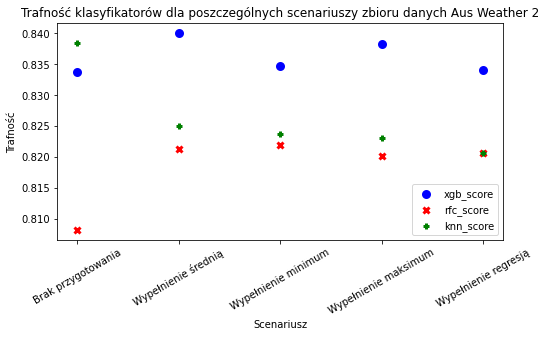 Trafność klasyfikatorów dla poszczególnych scenariuszy zbioru danych Aus Weather 2
0.840
0.835
0.830
0.825
0.820
0.815
0.810
Trafność
xgb_score
rfc_score
knn_score
Brak przygotowania
Wypełnienie średnią
Wypełnienie minimum
Wypełnienie maksimum
Wypełnienie regresją
Scenariusz